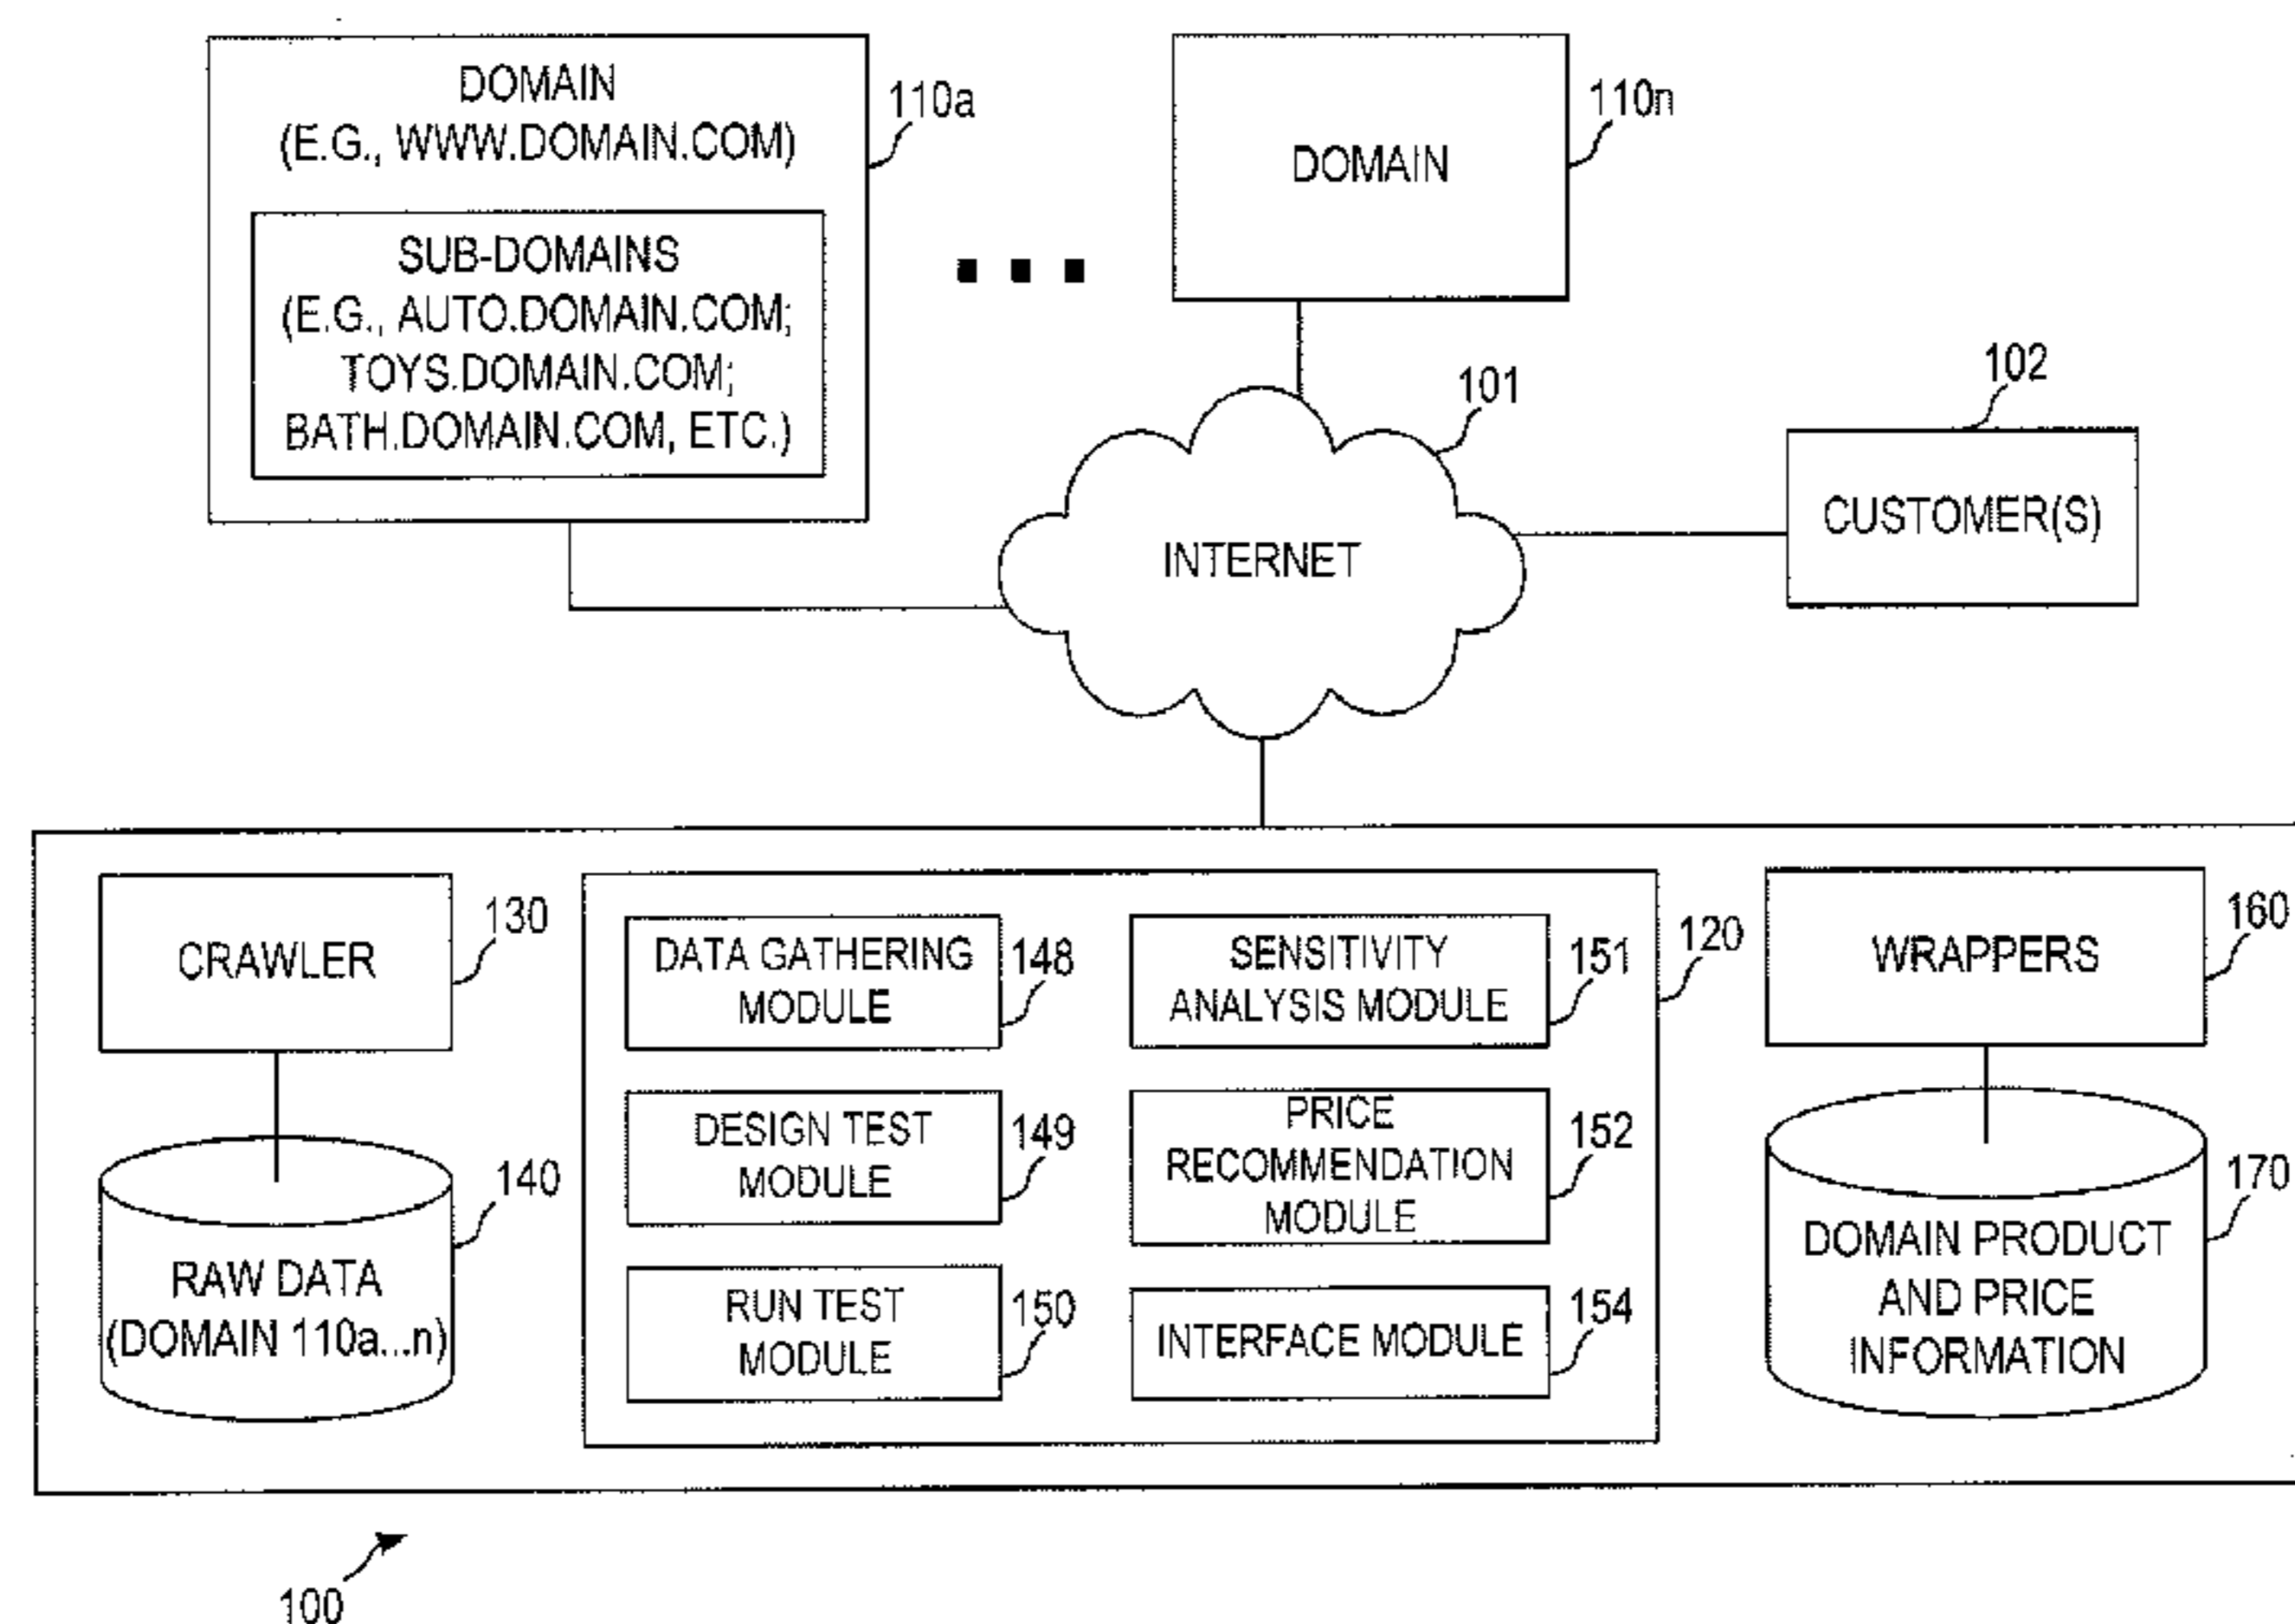 DOMAIN
(E.G., WWW.DOMAIN.COM)
110a
SUB-DOMAINS
(E.G., AUTO.DOMAIN.COM;
TOYS.DOMAIN.COM;
BATH.DOMAIN.COM, ETC.)
DOMAIN
110n
101
INTERNET
102
CUSTOMER(S)
CRAWLER
130
RAW DATA
(DOMAIN 110a...n)
140
DATA GATHERING
MODULE
148
DESIGN TEST
MODULE
149
RUN TEST
MODULE
150
SENSITIVITY
ANALYSIS MODULE
151
PRICE
RECOMMENDATION
MODULE
152
INTERFACE MODULE
154
120
WRAPPERS
160
DOMAIN PRODUCT
AND PRICE
INFORMATION
170
100